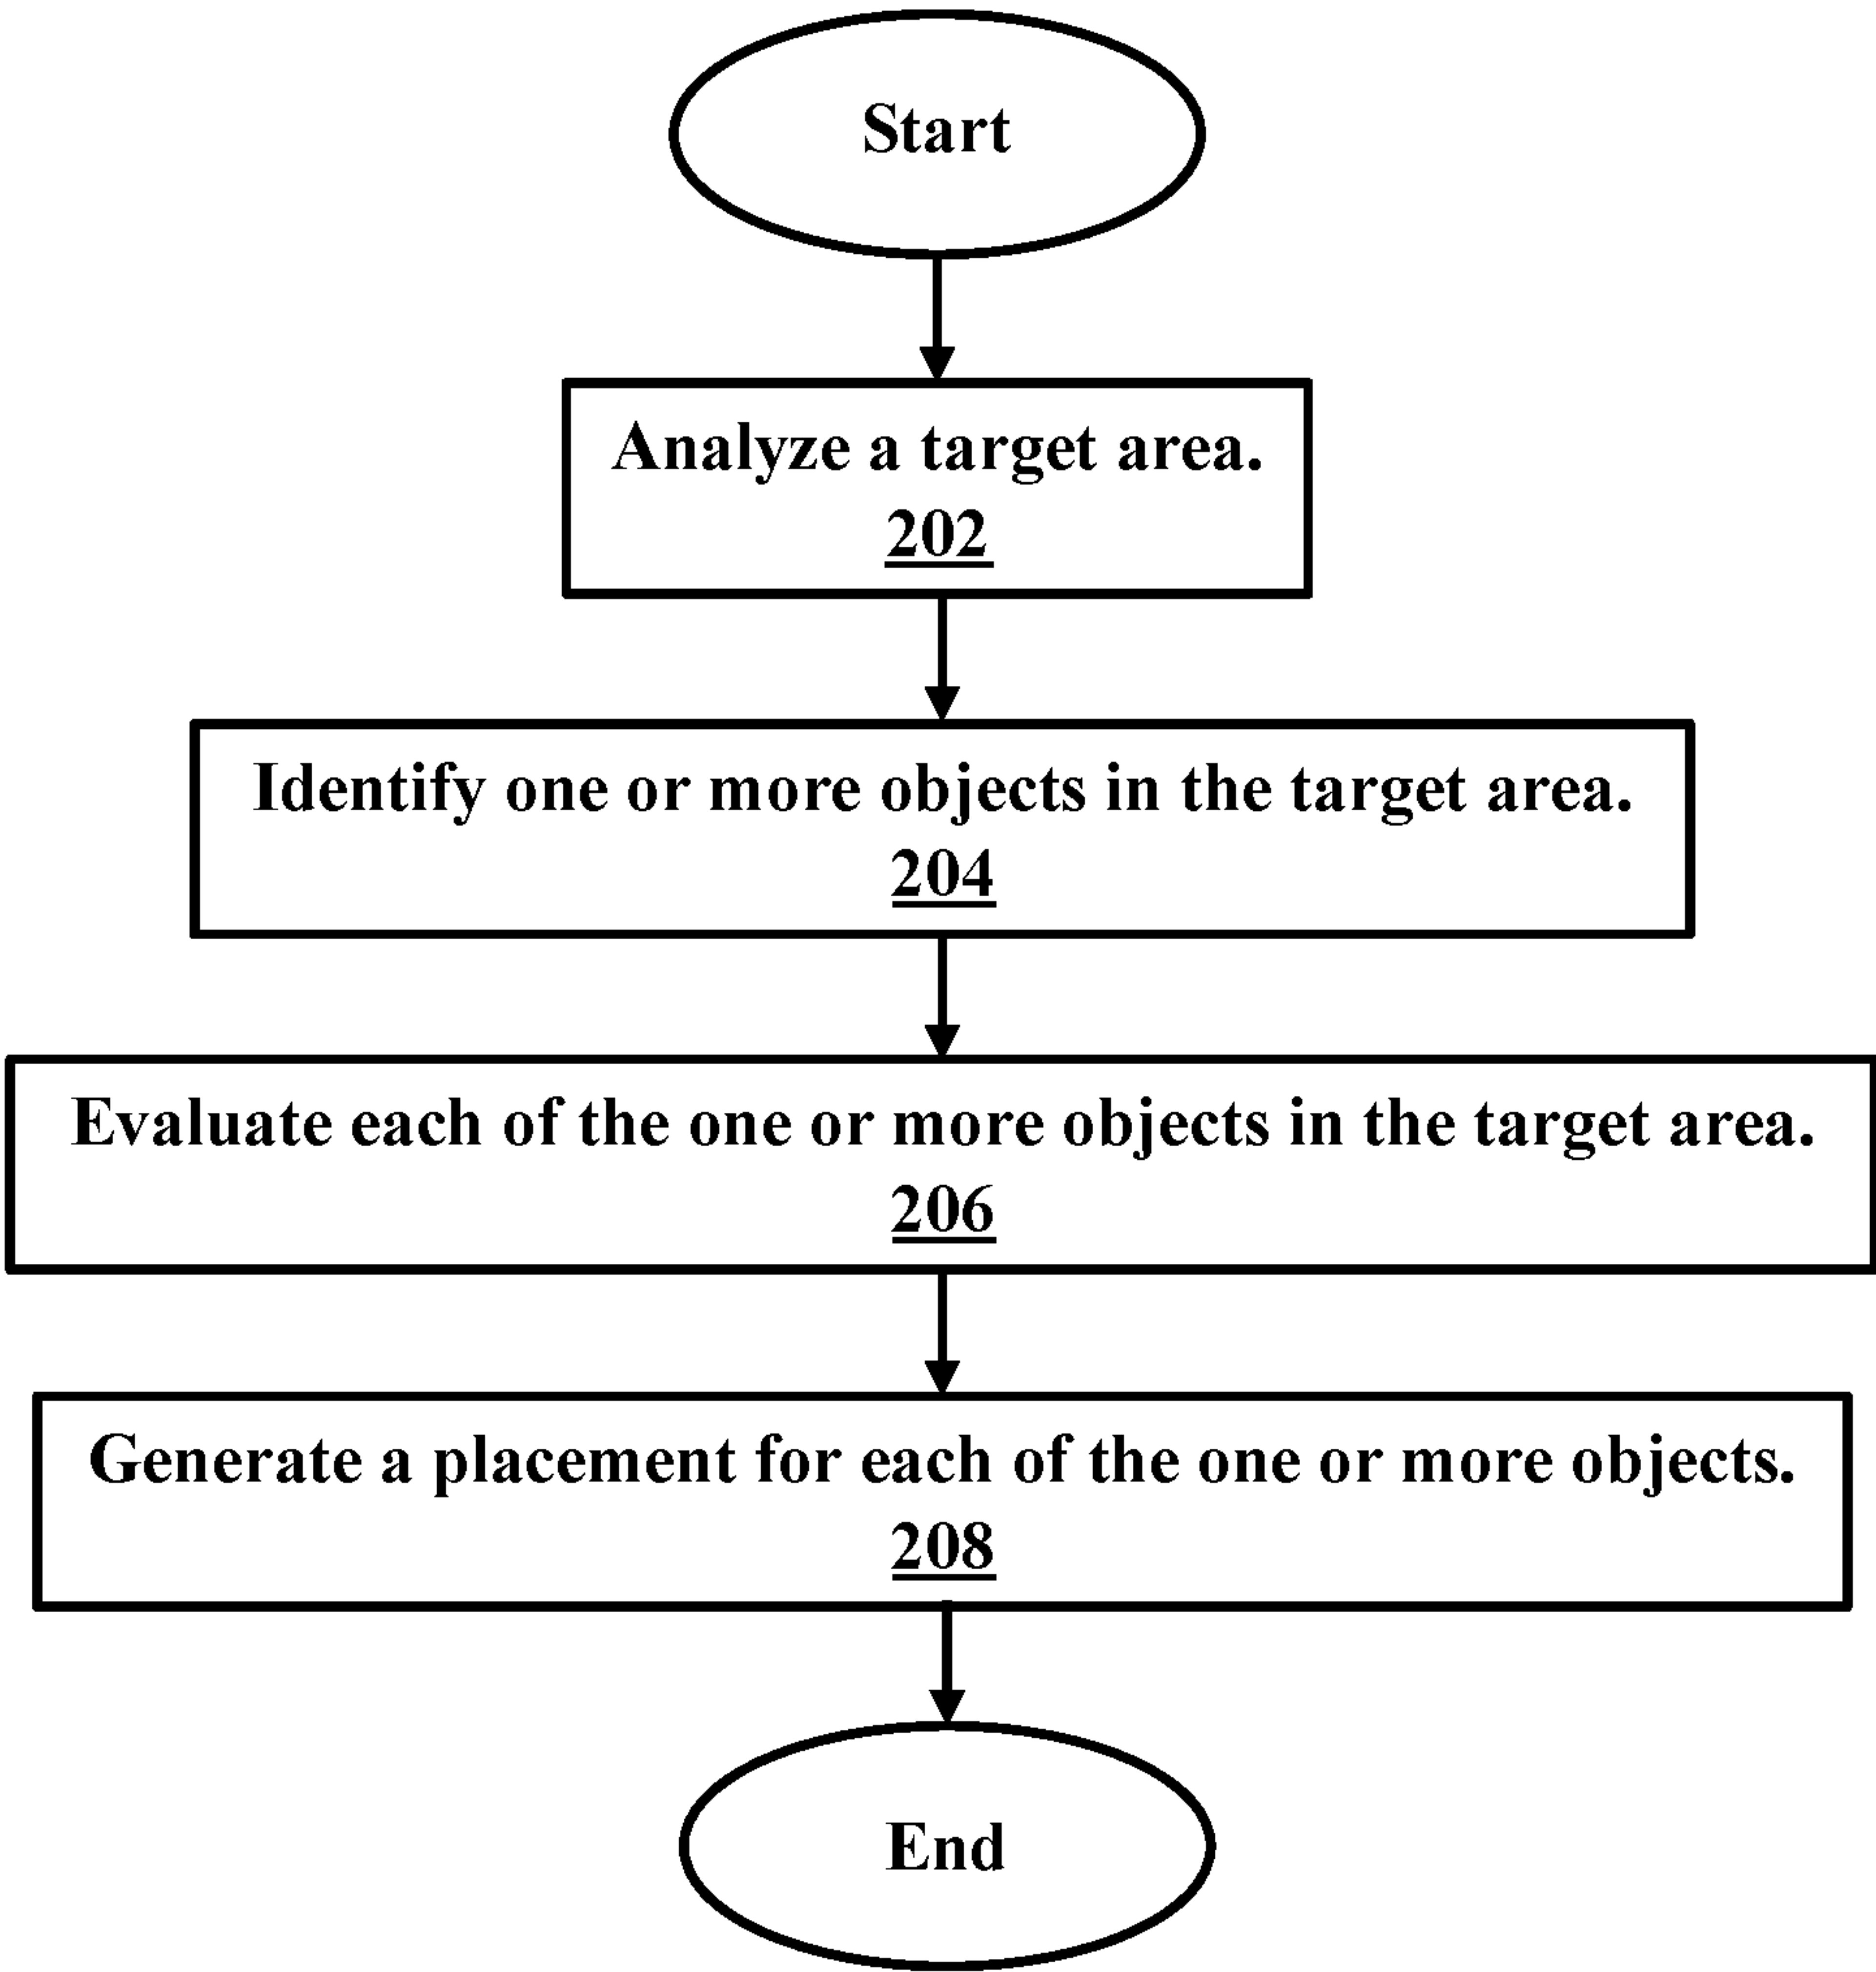 Start
Analyze a target area.
202
Identify one or more objects in the target area.
204
Evaluate each of the one or more objects in the target area.
206
Generate a placement for each of the one or more objects.
208
End